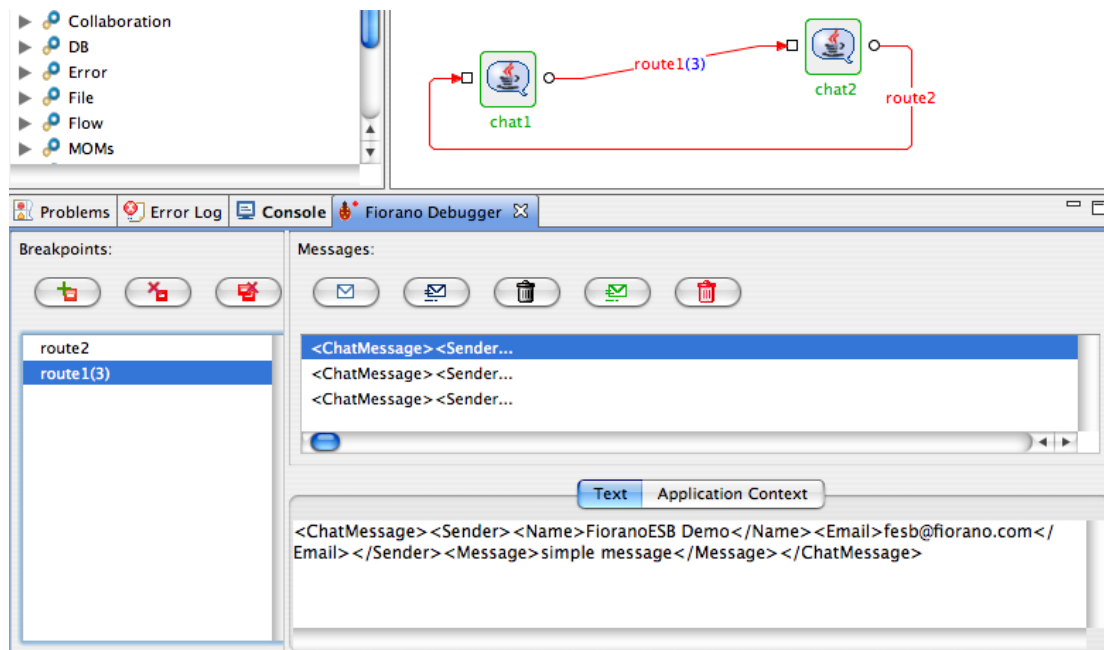 Collaboration
DB
Error
File
Flow
MOMs
route1(3)
chat1
chat2
route2
Problems
Error Log
Console
Fiorano Debugger
Breakpoints:
route2
route1(3)
Messages:
<ChatMessage><Sender...
<ChatMessage><Sender...
<ChatMessage><Sender...
Text
Application Context
<ChatMessage><Sender><Name>FioranoESB Demo</Name><Email>fesb@fiorano.com</
Email></Sender><Message>simple message</Message></ChatMessage>